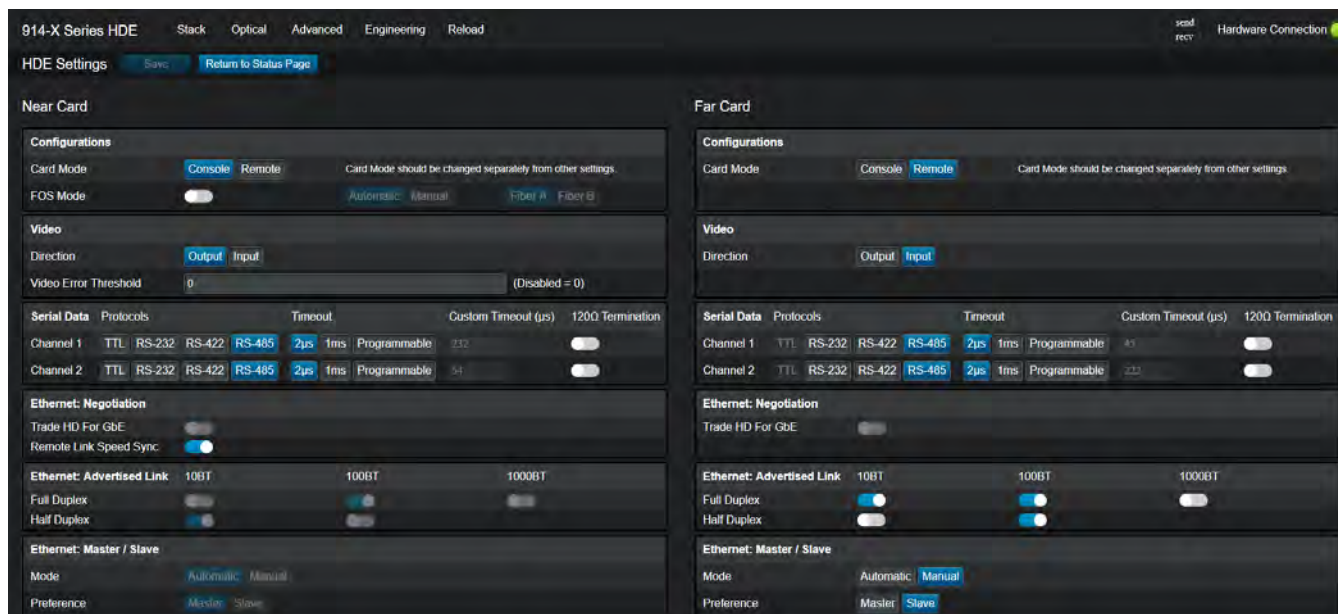 914-X Series HDE Stack Optical Advanced Engineering Reload send recv Hardware Connection
HDE Settings Save Return to Status Page
Near Card
Configurations
Card Mode Console Remote Card Mode should be changed separately from other settings.
FOS Mode Automatic Manual Fiber A Fiber B
Video
Direction Output Input
Video Error Threshold 0 (Disabled = 0)
Serial Data Protocols Timeout Custom Timeout (µs) 120Ω Termination
Channel 1 TTL RS-232 RS-422 RS-485 2µs 1ms Programmable 232
Channel 2 TTL RS-232 RS-422 RS-485 2µs 1ms Programmable 54
Ethernet: Negotiation
Trade HD For GbE
Remote Link Speed Sync
Ethernet: Advertised Link 10BT 100BT 1000BT
Full Duplex
Half Duplex
Ethernet: Master / Slave
Mode Automatic Manual
Preference Master Slave
Far Card
Configurations
Card Mode Console Remote Card Mode should be changed separately from other settings.
Video
Direction Output Input
Serial Data Protocols Timeout Custom Timeout (µs) 120Ω Termination
Channel 1 TTL RS-232 RS-422 RS-485 2µs 1ms Programmable
Channel 2 TTL RS-232 RS-422 RS-485 2µs 1ms Programmable
Ethernet: Negotiation
Trade HD For GbE
Ethernet: Advertised Link 10BT 100BT 1000BT
Full Duplex
Half Duplex
Ethernet: Master / Slave
Mode Automatic Manual
Preference Master Slave